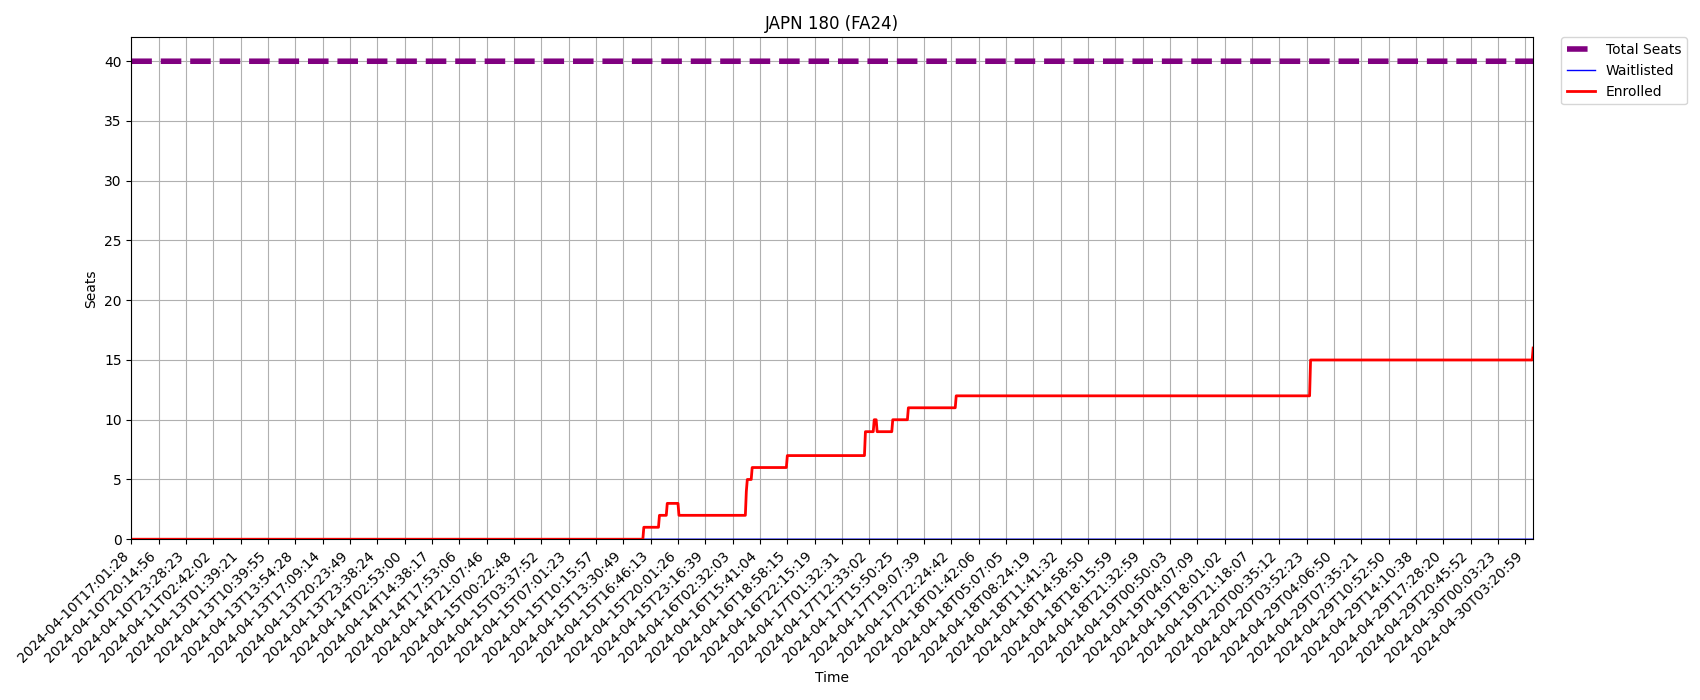 JAPN 180 (FA24)
Total Seats
Waitlisted
Enrolled
Seats
40
35
30
25
20
15
10
5
0
2024-04-10T17:01:28
2024-04-10T20:14:56
2024-04-10T23:28:23
2024-04-11T02:42:02
2024-04-13T01:39:21
2024-04-13T10:39:55
2024-04-13T13:54:28
2024-04-13T17:09:14
2024-04-13T20:23:49
2024-04-13T23:38:24
2024-04-14T02:53:00
2024-04-14T14:38:17
2024-04-14T17:53:06
2024-04-14T21:07:46
2024-04-15T00:22:48
2024-04-15T03:37:52
2024-04-15T07:01:23
2024-04-15T10:15:57
2024-04-15T13:30:49
2024-04-15T16:46:13
2024-04-15T20:01:26
2024-04-15T23:16:39
2024-04-16T02:32:03
2024-04-16T15:41:04
2024-04-16T18:58:15
2024-04-16T22:15:19
2024-04-17T01:32:31
2024-04-17T12:33:02
2024-04-17T15:50:25
2024-04-17T19:07:39
2024-04-17T22:24:42
2024-04-18T01:42:06
2024-04-18T05:07:05
2024-04-18T08:24:19
2024-04-18T11:41:32
2024-04-18T14:58:50
2024-04-18T18:15:59
2024-04-18T21:32:59
2024-04-19T00:50:03
2024-04-19T04:07:09
2024-04-19T18:01:02
2024-04-19T21:18:07
2024-04-20T00:35:12
2024-04-20T03:52:23
2024-04-29T04:06:50
2024-04-29T07:35:21
2024-04-29T10:52:50
2024-04-29T14:10:38
2024-04-29T17:28:20
2024-04-29T20:45:52
2024-04-30T00:03:23
2024-04-30T03:20:59
Time